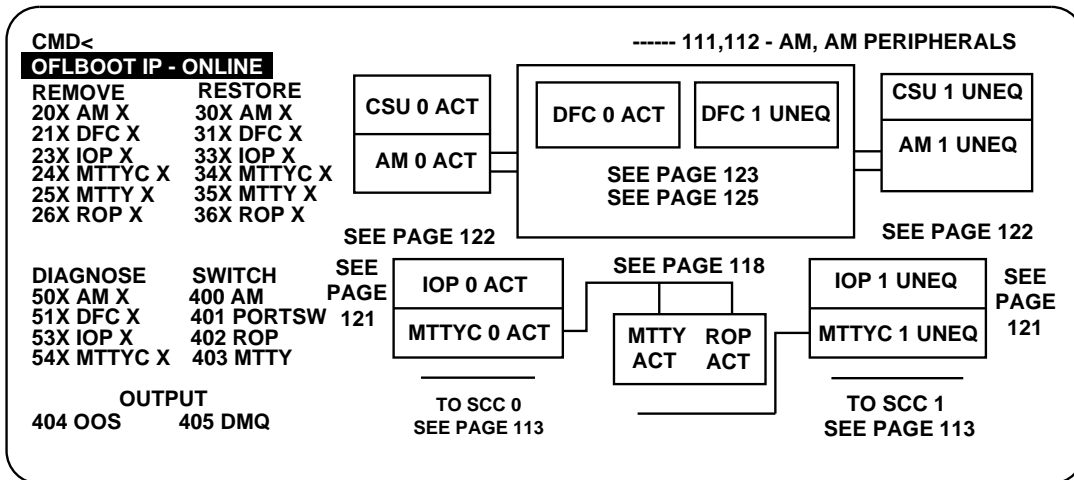 CMD<
------ 111,112 - AM, AM PERIPHERALS
OFLBOOT IP - ONLINE
REMOVE RESTORE
20X AM X 30X AM X
21X DFC X 31X DFC X
23X IOP X 33X IOP X
24X MTTYC X 34X MTTYC X
25X MTTY X 35X MTTY X
26X ROP X 36X ROP X
DIAGNOSE SWITCH
50X AM X 400 AM
51X DFC X 401 PORTSW
53X IOP X 402 ROP
54X MTTYC X 403 MTTY
OUTPUT
404 OOS 405 DMQ
CSU 0 ACT
AM 0 ACT
SEE PAGE 122
DFC 0 ACT
DFC 1 UNEQ
SEE PAGE 123
SEE PAGE 125
CSU 1 UNEQ
AM 1 UNEQ
SEE PAGE 122
SEE
PAGE
121
IOP 0 ACT
MTTYC 0 ACT
TO SCC 0
SEE PAGE 113
SEE PAGE 118
MTTY ROP
ACT ACT
IOP 1 UNEQ
MTTYC 1 UNEQ
SEE
PAGE
121
TO SCC 1
SEE PAGE 113